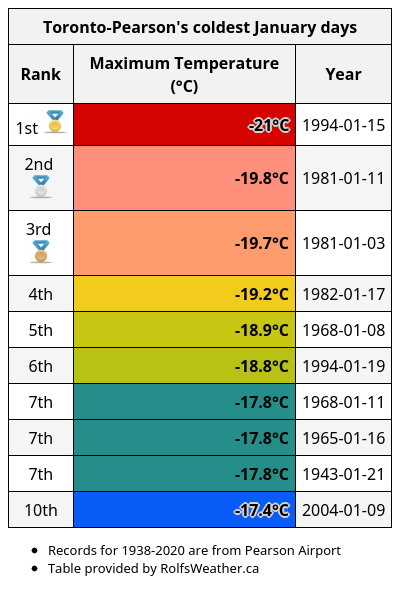 Toronto-Pearson's coldest January days
Rank Maximum Temperature (°C) Year
1st -21°C 1994-01-15
2nd -19.8°C 1981-01-11
3rd -19.7°C 1981-01-03
4th -19.2°C 1982-01-17
5th -18.9°C 1968-01-08
6th -18.8°C 1994-01-19
7th -17.8°C 1968-01-11
7th -17.8°C 1965-01-16
7th -17.8°C 1943-01-21
10th -17.4°C 2004-01-09
• Records for 1938-2020 are from Pearson Airport
• Table provided by RolfsWeather.ca